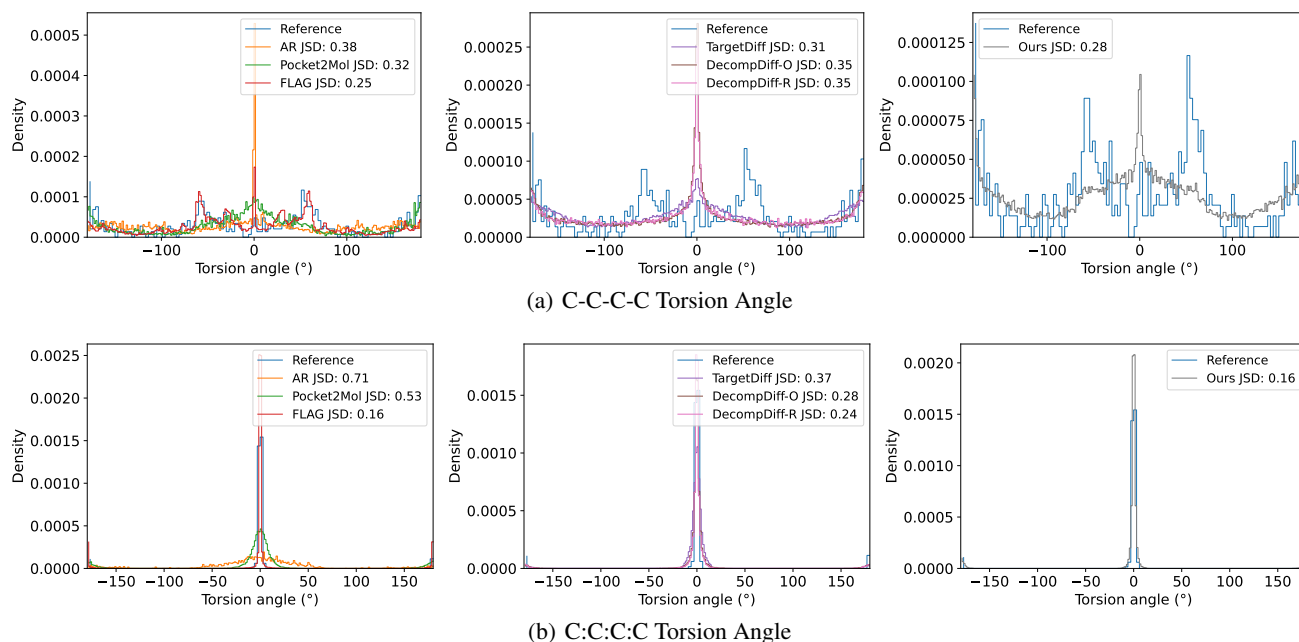 0.0005
0.0004
0.0003
0.0002
0.0001
0.0000
Density
Reference
AR JSD: 0.38
Pocket2Mol JSD: 0.32
FLAG JSD: 0.25
−100 0 100
Torsion angle (°)
0.00025
0.00020
0.00015
0.00010
0.00005
0.00000
Density
Reference
TargetDiff JSD: 0.31
DecompDiff-O JSD: 0.35
DecompDiff-R JSD: 0.35
−100 0 100
Torsion angle (°)
0.000125
0.000100
0.000075
0.000050
0.000025
0.000000
Density
Reference
Ours JSD: 0.28
−100 0 100
Torsion angle (°)
(a) C-C-C-C Torsion Angle
0.0025
0.0020
0.0015
0.0010
0.0005
0.0000
Density
Reference
AR JSD: 0.71
Pocket2Mol JSD: 0.53
FLAG JSD: 0.16
−150 −100 −50 0 50 100 150
Torsion angle (°)
0.0015
0.0010
0.0005
0.0000
Density
Reference
TargetDiff JSD: 0.37
DecompDiff-O JSD: 0.28
DecompDiff-R JSD: 0.24
−150 −100 −50 0 50 100 150
Torsion angle (°)
0.0020
0.0015
0.0010
0.0005
0.0000
Density
Reference
Ours JSD: 0.16
−150 −100 −50 0 50 100 150
Torsion angle (°)
(b) C:C:C:C Torsion Angle